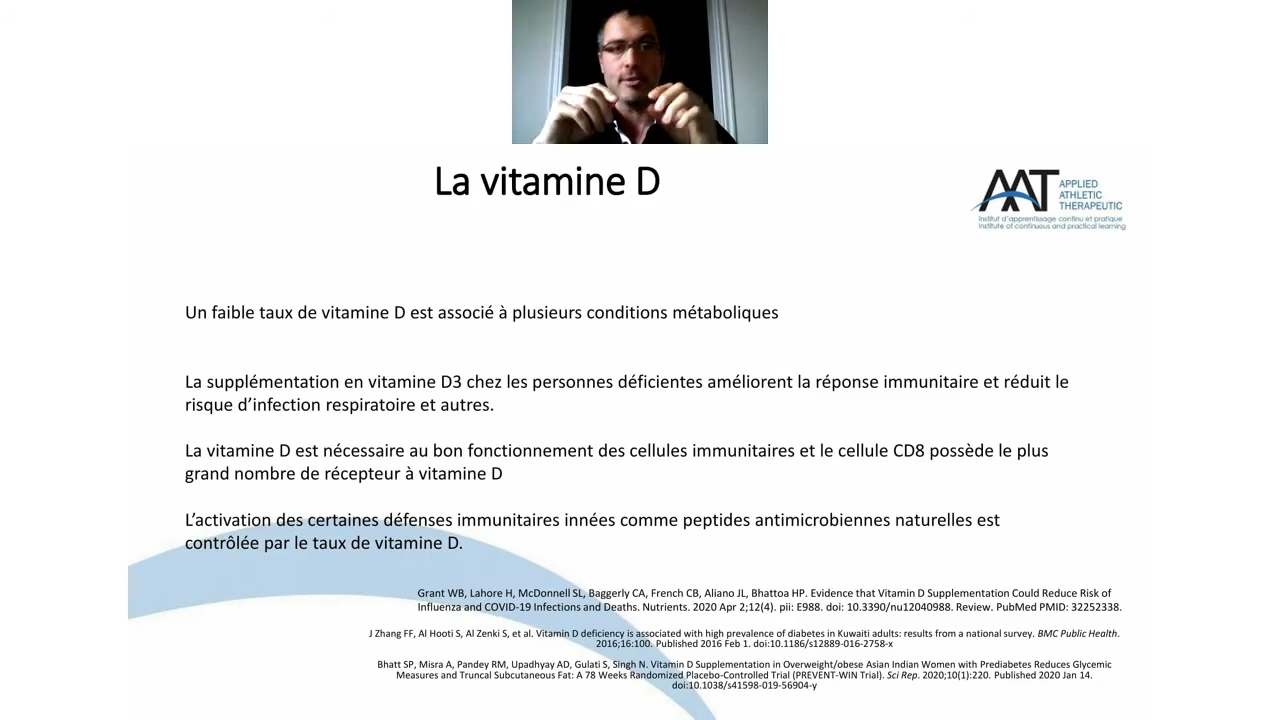 La vitamine D
AAT APPLIED
ATHLETIC
THERAPEUTIC
Institut d'apprentissage continu et pratique
Institute of continuous and practical learning
Un faible taux de vitamine D est associé à plusieurs conditions métaboliques
La supplémentation en vitamine D3 chez les personnes déficientes améliorent la réponse immunitaire et réduit le
risque d'infection respiratoire et autres.
La vitamine D est nécessaire au bon fonctionnement des cellules immunitaires et le cellule CD8 possède le plus
grand nombre de récepteur à vitamine D
L'activation des certaines défenses immunitaires innées comme peptides antimicrobiennes naturelles est
contrôlée par le taux de vitamine D.
Grant WB, Lahore H, McDonnell SL, Baggerly CA, French CB, Aliano JL, Bhattoa HP. Evidence that Vitamin D Supplementation Could Reduce Risk of
Influenza and COVID-19 Infections and Deaths. Nutrients. 2020 Apr 2;12(4). pii: E988. doi: 10.3390/nu12040988. Review. PubMed PMID: 32252338.
J Zhang FF, Al Hooti S, Al Zenki S, et al. Vitamin D deficiency is associated with high prevalence of diabetes in Kuwaiti adults: results from a national survey. BMC Public Health.
2016;16:100. Published 2016 Feb 1. doi:10.1186/s12889-016-2758-x
Bhatt SP, Misra A, Pandey RM, Upadhyay AD, Gulati S, Singh N. Vitamin D Supplementation in Overweight/obese Asian Indian Women with Prediabetes Reduces Glycemic
Measures and Truncal Subcutaneous Fat: A 78 Weeks Randomized Placebo-Controlled Trial (PREVENT-WIN Trial). Sci Rep. 2020;10(1):220. Published 2020 Jan 14.
doi:10.1038/s41598-019-56904-y